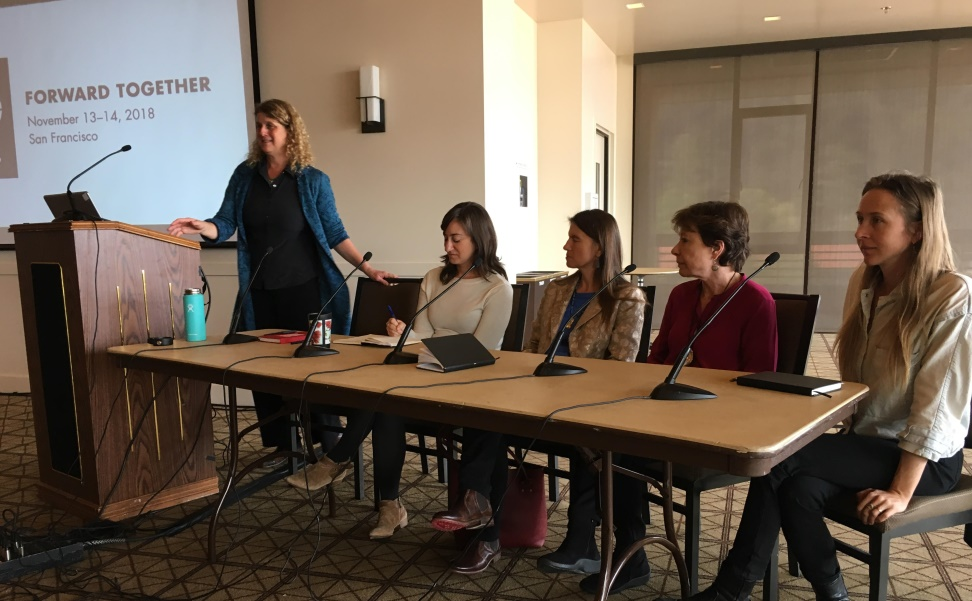 FORWARD TOGETHER
November 13–14, 2018
San Francisco